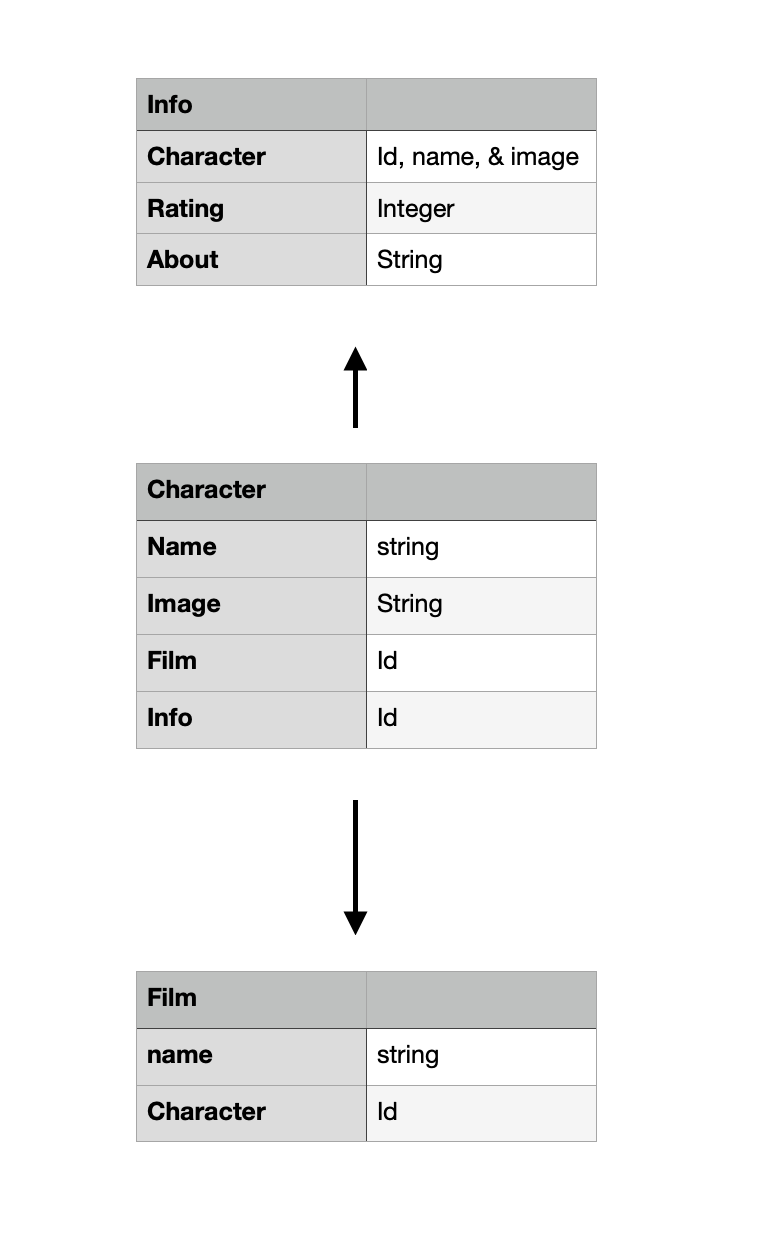 Info
Character Id, name, & image
Rating Integer
About String
Character
Name string
Image String
Film Id
Info Id
Film
name string
Character Id